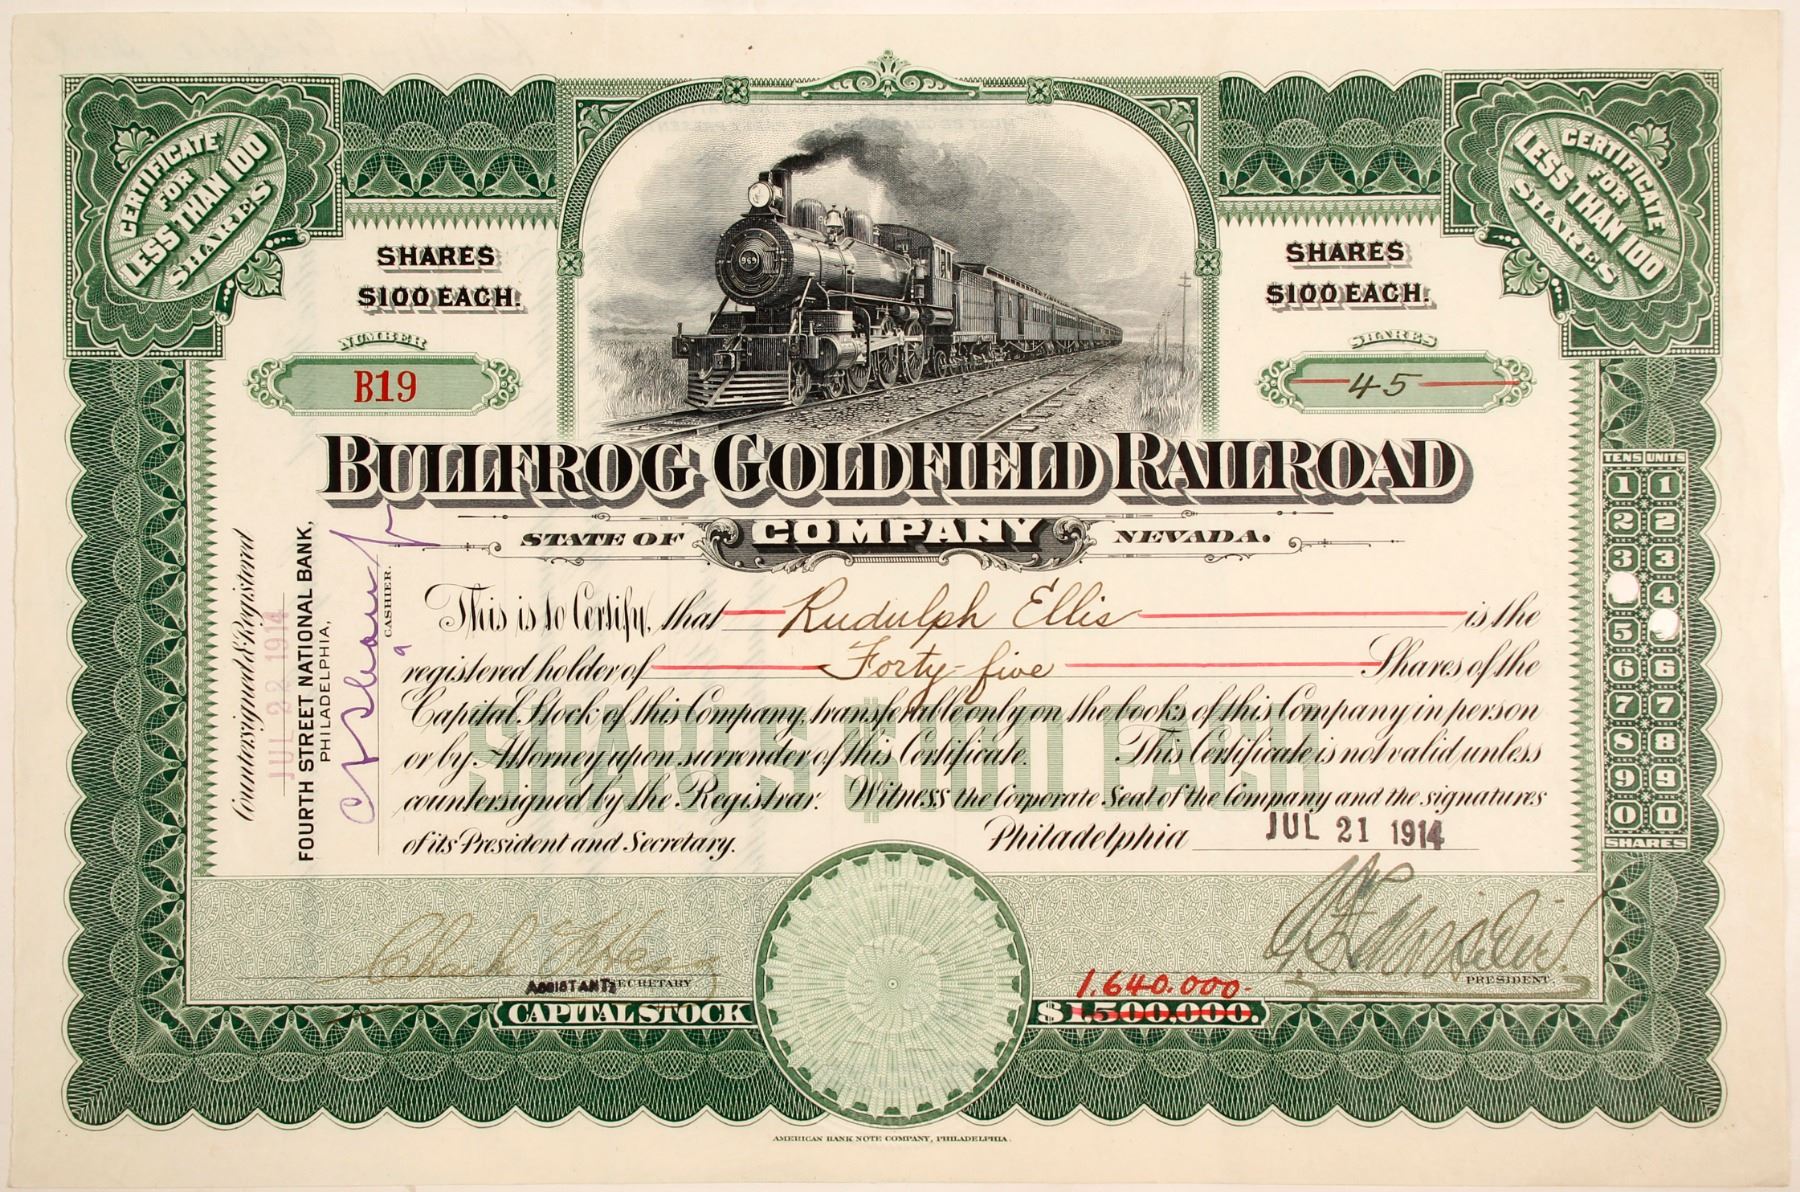 CERTIFICATE
FOR
LESS THAN 100
SHARES
CERTIFICATE
FOR
LESS THAN 100
SHARES
SHARES
$100 EACH.
SHARES
$100 EACH.
969
NUMBER
B19
SHARES
45
BULLFROG GOLDFIELD RAILROAD
STATE OF COMPANY NEVADA.
This is to Certify, that Rudulph Ellis is the
registered holder of Forty-five Shares of the
Capital Stock of this Company, transferable only on the books of this Company in person
or by Attorney upon surrender of this Certificate. This Certificate is not valid unless
countersigned by the Registrar. Witness the Corporate Seal of the Company and the signatures
of its President and Secretary. Philadelphia JUL 21 1914
SHARES $100 EACH
Countersigned & Registered
JUL 22 1914
FOURTH STREET NATIONAL BANK,
PHILADELPHIA,
CASHIER.
TENS UNITS
1 1
2 2
3 3
4
5
6 6
7 7
8 8
9 9
0 0
SHARES
ASSISTANT SECRETARY
PRESIDENT.
1.640.000-
CAPITAL STOCK $1.500.000.
AMERICAN BANK NOTE COMPANY, PHILADELPHIA.